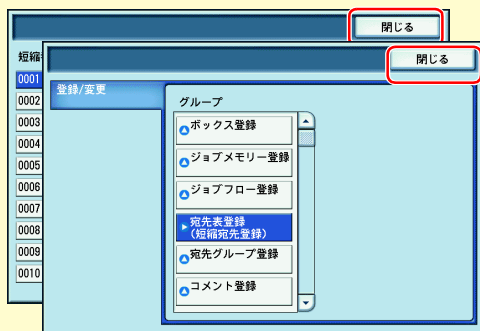 閉じる
短縮
0001
0002
0003
0004
0005
0006
0007
0008
0009
0010
閉じる
登録/変更
グループ
ボックス登録
ジョブメモリー登録
ジョブフロー登録
宛先表登録
(短縮宛先登録)
宛先グループ登録
コメント登録